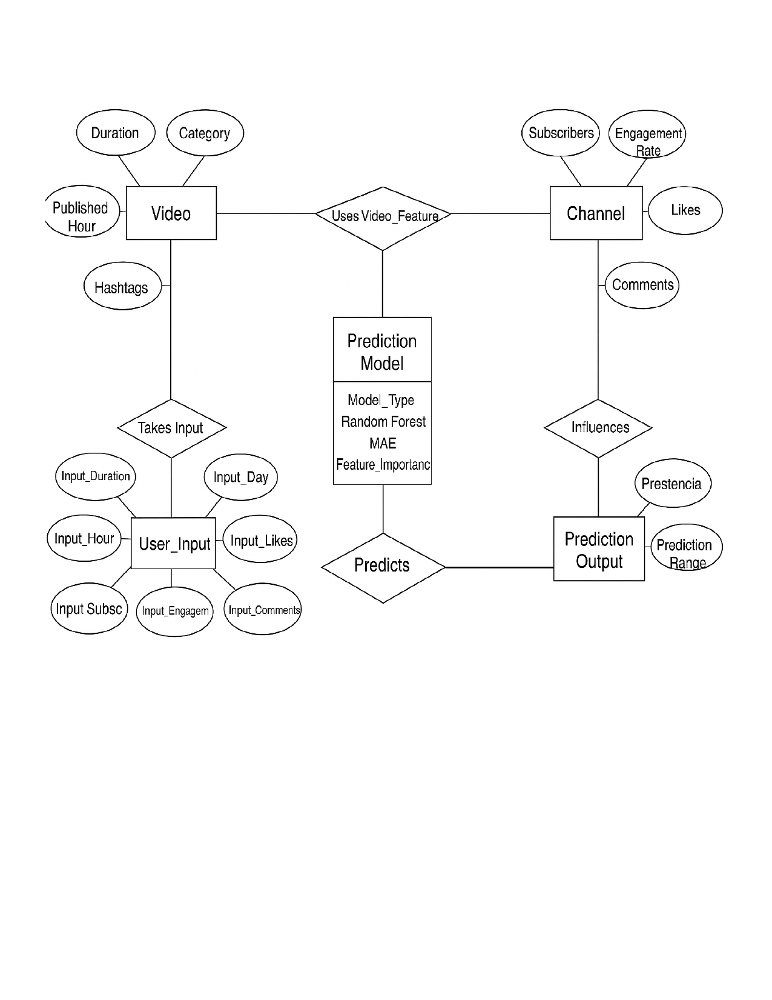 Duration
Category
Subscribers
Engagement
Rate
Published
Hour
Video
Uses Video_Feature
Channel
Likes
Hashtags
Comments
Prediction
Model
Model_Type
Random Forest
MAE
Feature_Importanc
Takes Input
Influences
Input_Duration
Input_Day
Prestencia
Input_Hour
User_Input
Input_Likes
Predicts
Prediction
Output
Prediction
Range
Input Subsc
Input_Engagem
Input_Comments